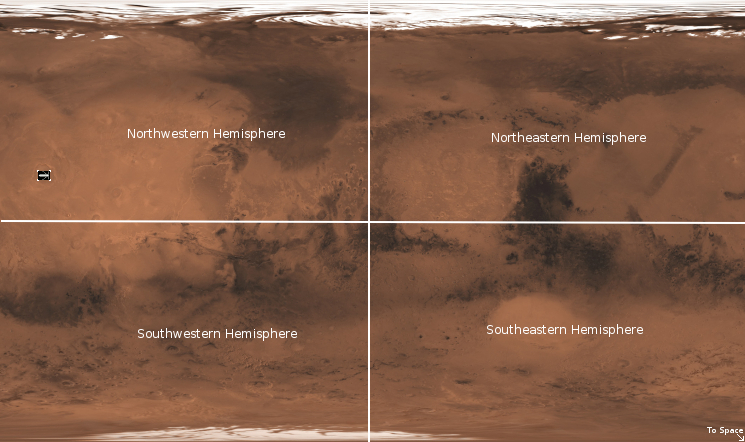 Northwestern Hemisphere
Northeastern Hemisphere
Southwestern Hemisphere
Southeastern Hemisphere
To Space